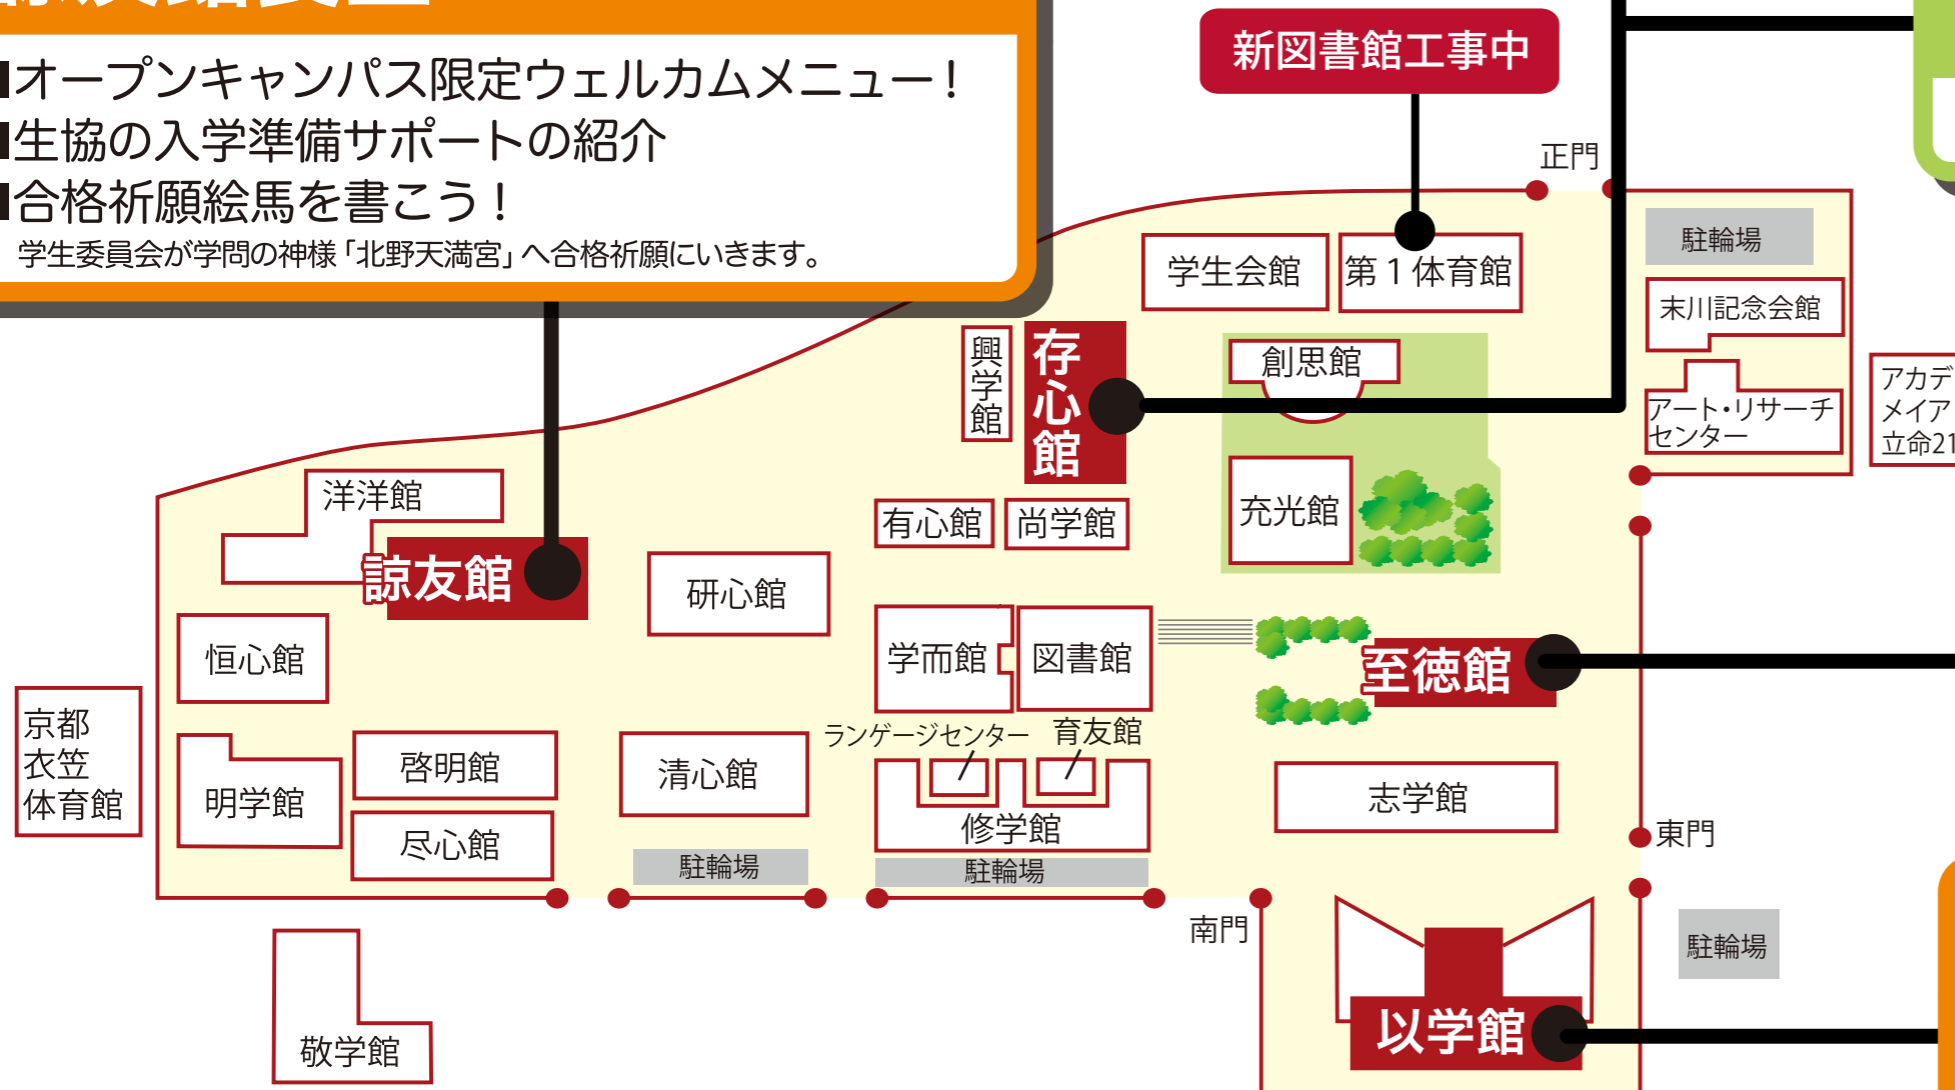 ■オープンキャンパス限定ウェルカムメニュー！
■生協の入学準備サポートの紹介
■合格祈願絵馬を書こう！
学生委員会が学問の神様「北野天満宮」へ合格祈願にいきます。
新図書館工事中
正門
駐輪場
学生会館
第1体育館
末川記念会館
興学館
存心館
創思館
アート・リサーチ
センター
アカデ
メイア
立命21
洋洋館
有心館
尚学館
充光館
諒友館
研心館
恒心館
学而館
図書館
至徳館
京都
衣笠
体育館
ランゲージセンター
育友館
明学館
啓明館
清心館
志学館
尽心館
修学館
東門
駐輪場
駐輪場
南門
駐輪場
敬学館
以学館